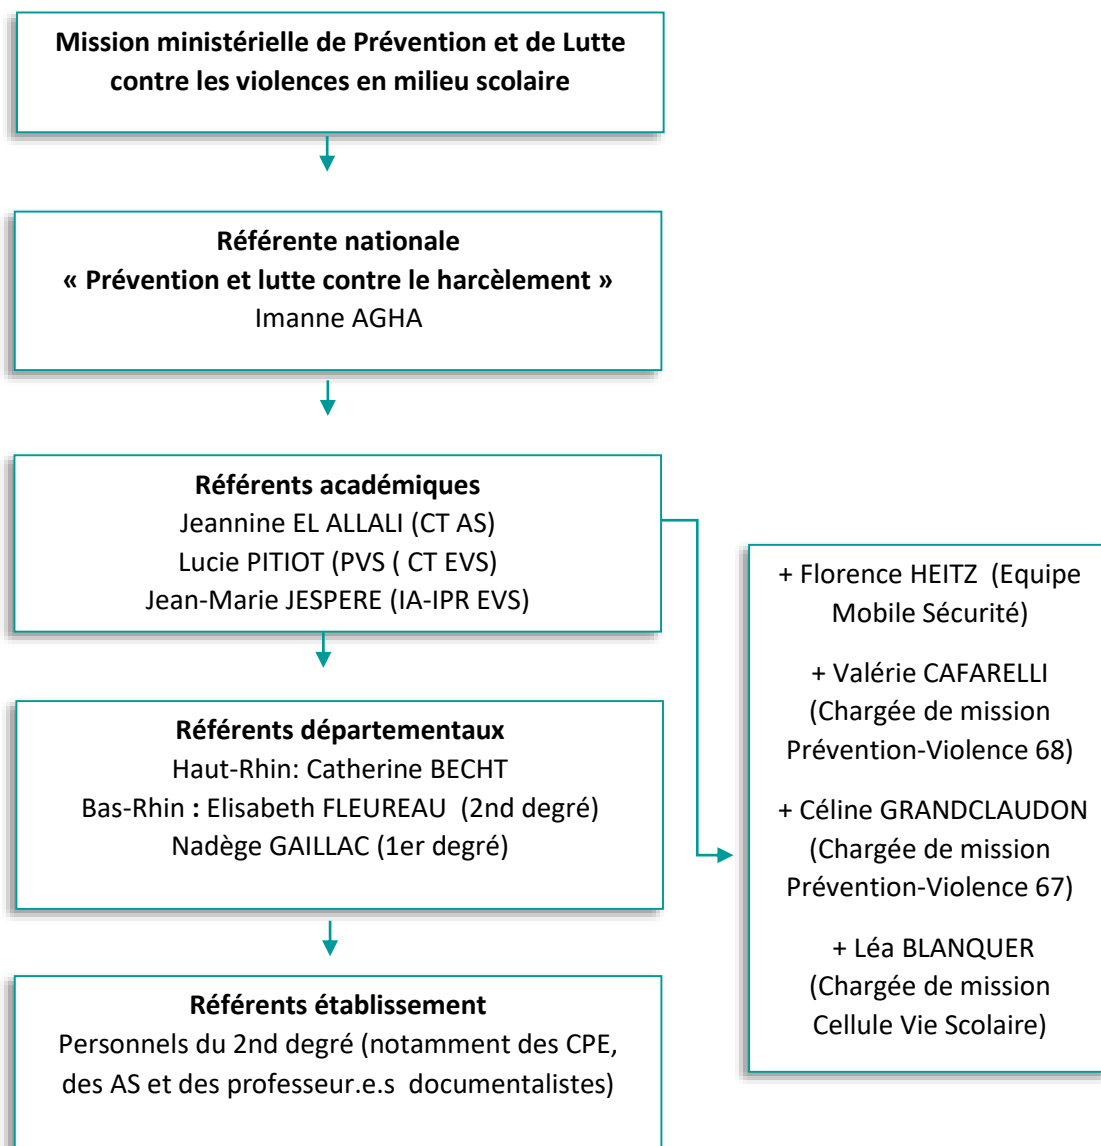 Mission ministérielle de Prévention et de Lutte
contre les violences en milieu scolaire
Référente nationale
« Prévention et lutte contre le harcèlement »
Imanne AGHA
Référents académiques
Jeannine EL ALLALI (CT AS)
Lucie PITIOT (PVS ( CT EVS)
Jean-Marie JESPERE (IA-IPR EVS)
+ Florence HEITZ (Equipe
Mobile Sécurité)
+ Valérie CAFARELLI
(Chargée de mission
Prévention-Violence 68)
+ Céline GRANDCLAUDON
(Chargée de mission
Prévention-Violence 67)
+ Léa BLANQUER
(Chargée de mission
Cellule Vie Scolaire)
Référents départementaux
Haut-Rhin: Catherine BECHT
Bas-Rhin : Elisabeth FLEUREAU (2nd degré)
Nadège GAILLAC (1er degré)
Référents établissement
Personnels du 2nd degré (notamment des CPE,
des AS et des professeur.e.s documentalistes)